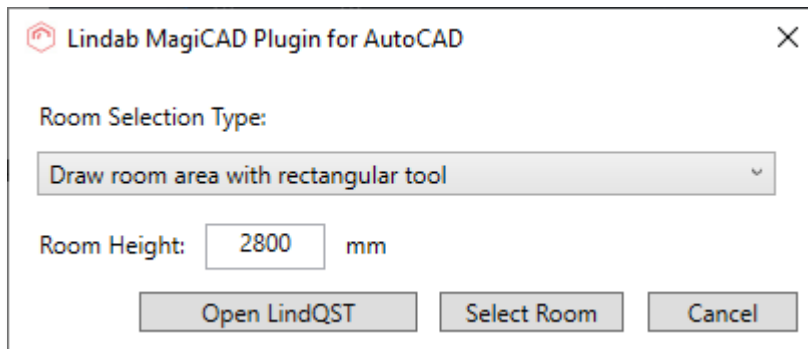 Lindab MagiCAD Plugin for AutoCAD
Room Selection Type:
Draw room area with rectangular tool
Room Height: 2800 mm
Open LindQST Select Room Cancel